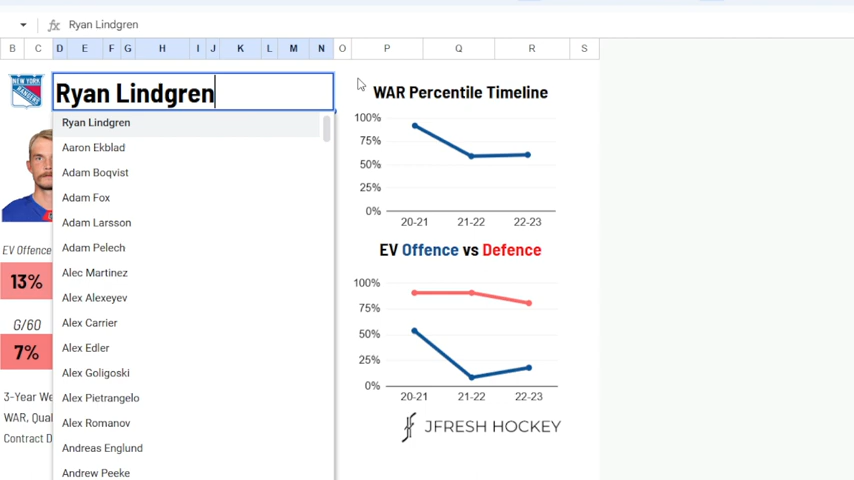 fx Ryan Lindgren
B C D E F G H I J K L M N O P Q R S
NEW YORK
RANGERS
Ryan Lindgren
Ryan Lindgren
Aaron Ekblad
Adam Boqvist
Adam Fox
Adam Larsson
Adam Pelech
Alec Martinez
Alex Alexeyev
Alex Carrier
Alex Edler
Alex Goligoski
Alex Pietrangelo
Alex Romanov
Andreas Englund
Andrew Peeke
EV Offence
13%
G/60
7%
3-Year We
WAR, Qual
Contract D
WAR Percentile Timeline
100%
75%
50%
25%
0%
20-21 21-22 22-23
EV Offence vs Defence
100%
75%
50%
25%
0%
20-21 21-22 22-23
JFRESH HOCKEY